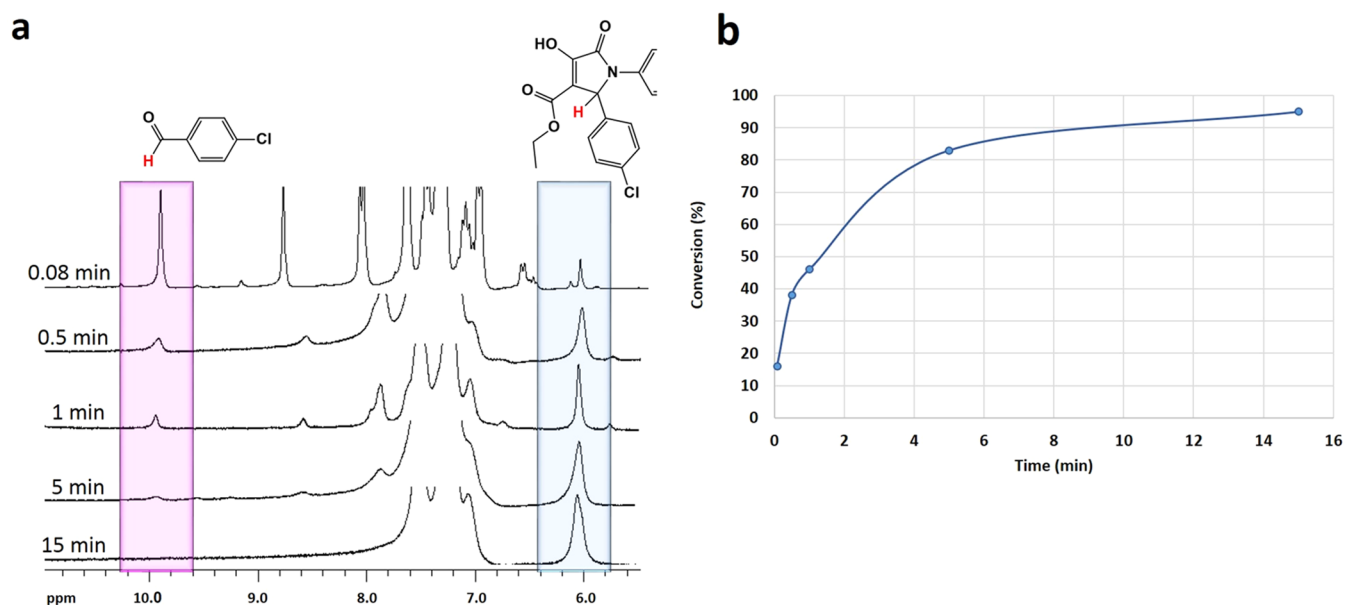 a
O
H
Cl
HO
O
N
O
O
H
Cl
0.08 min
0.5 min
1 min
5 min
15 min
ppm 10.0 9.0 8.0 7.0 6.0
b
Conversion (%)
100
90
80
70
60
50
40
30
20
10
0
0 2 4 6 8 10 12 14 16
Time (min)